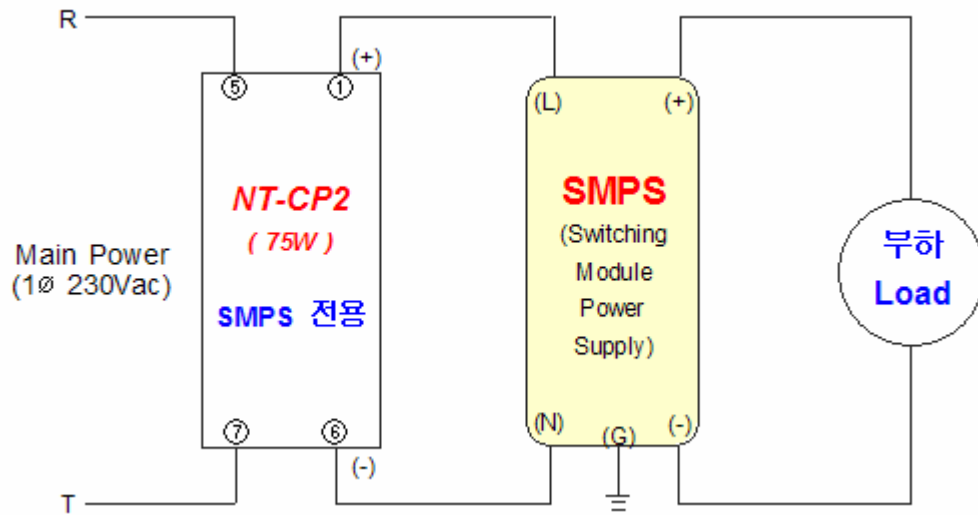 R
(+)
⑤ ①
NT-CP2
( 75W )
SMPS 전용
Main Power
(1ø 230Vac)
⑦ ⑥
(-)
T
(L) (+)
SMPS
(Switching
Module
Power
Supply)
(N) (G) (-)
부하
Load